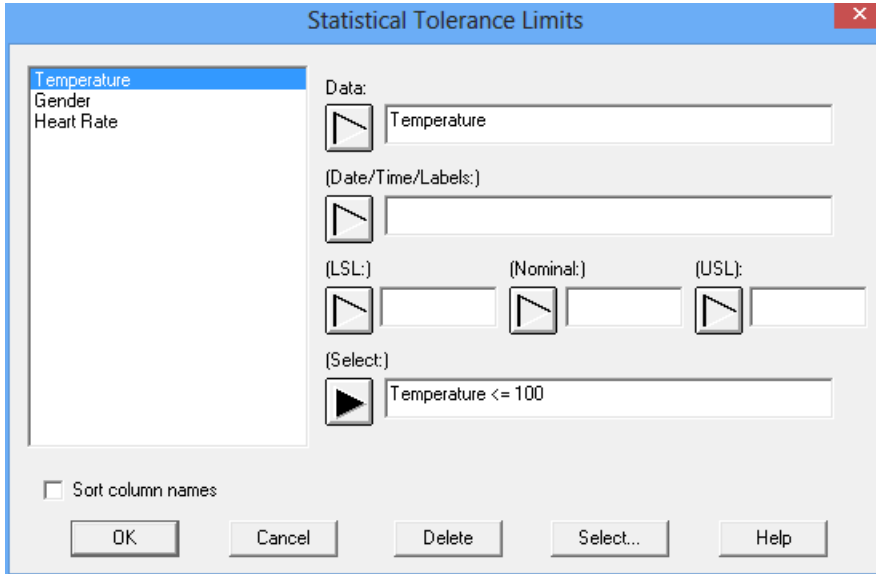 Statistical Tolerance Limits
Temperature
Gender
Heart Rate
Data:
Temperature
(Date/Time/Labels:)
(LSL:)
(Nominal:)
(USL):
(Select:)
Temperature <= 100
Sort column names
OK
Cancel
Delete
Select...
Help